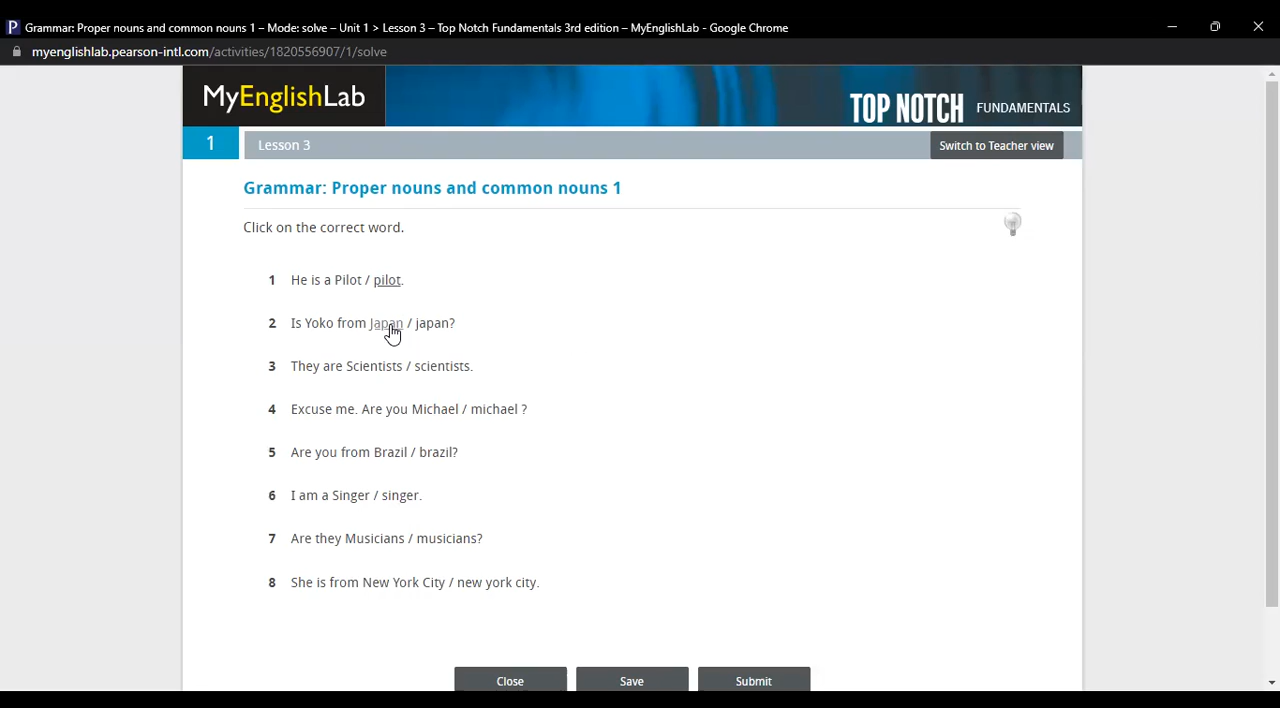 P Grammar: Proper nouns and common nouns 1 – Mode: solve – Unit 1 > Lesson 3 – Top Notch Fundamentals 3rd edition – MyEnglishLab - Google Chrome
myenglishlab.pearson-intl.com/activities/1820556907/1/solve
MyEnglishLab
TOP NOTCH FUNDAMENTALS
1 Lesson 3 Switch to Teacher view
Grammar: Proper nouns and common nouns 1
Click on the correct word.
1 He is a Pilot / pilot.
2 Is Yoko from Japan / japan?
3 They are Scientists / scientists.
4 Excuse me. Are you Michael / michael ?
5 Are you from Brazil / brazil?
6 I am a Singer / singer.
7 Are they Musicians / musicians?
8 She is from New York City / new york city.
Close Save Submit